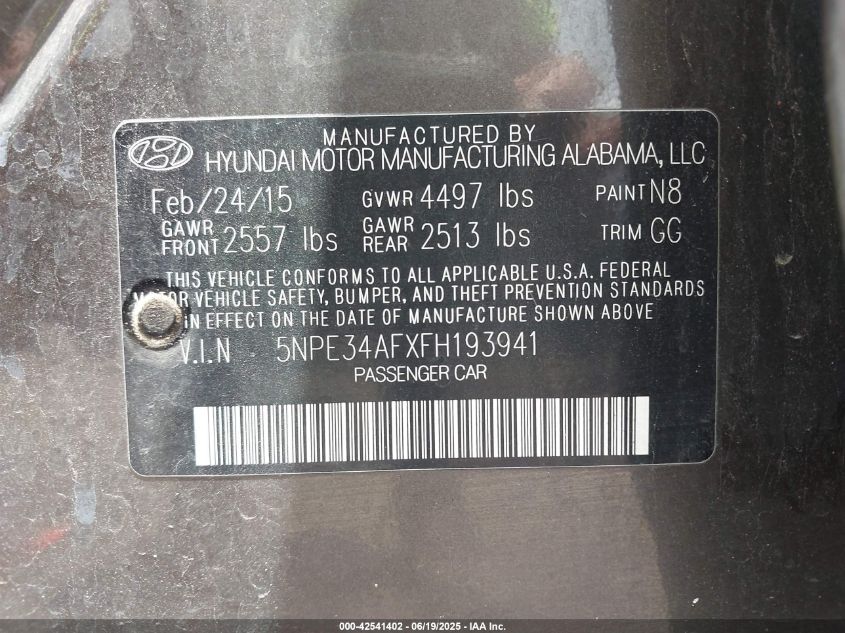 MANUFACTURED BY
HYUNDAI MOTOR MANUFACTURING ALABAMA, LLC
Feb/24/15 GVWR 4497 lbs PAINT N8
GAWR FRONT 2557 lbs GAWR REAR 2513 lbs TRIM GG
THIS VEHICLE CONFORMS TO ALL APPLICABLE U.S.A. FEDERAL
VEHICLE SAFETY, BUMPER, AND THEFT PREVENTION STANDARDS
IN EFFECT ON THE DATE OF MANUFACTURE SHOWN ABOVE
V.I.N 5NPE34AFXFH193941
PASSENGER CAR
000-42541402 - 06/19/2025 - IAA Inc.